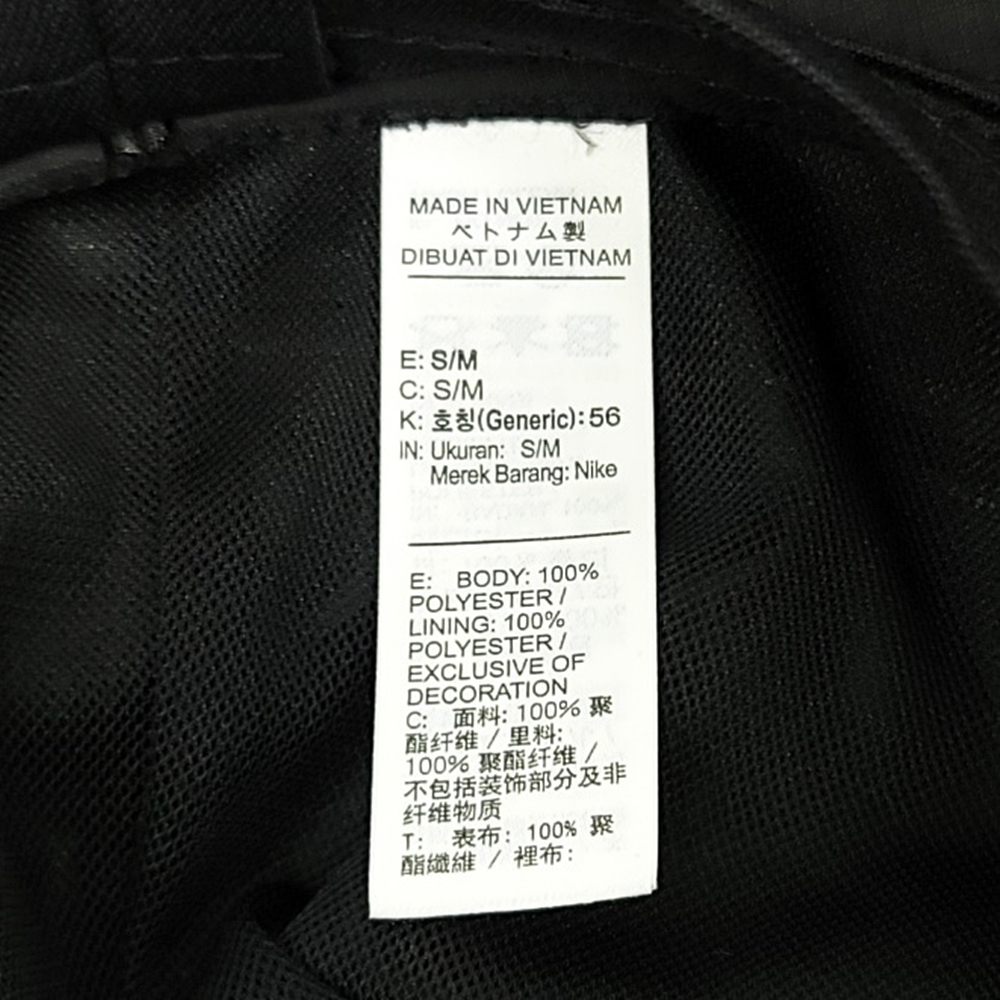 MADE IN VIETNAM
ベトナム製
DIBUAT DI VIETNAM
E: S/M
C: S/M
K: 호칭(Generic): 56
IN: Ukuran: S/M
Merek Barang: Nike
E: BODY: 100%
POLYESTER /
LINING: 100%
POLYESTER /
EXCLUSIVE OF
DECORATION
C: 面料: 100% 聚
酯纤维 / 里料:
100% 聚酯纤维 /
不包括装饰部分及非
纤维物质
T: 表布: 100% 聚
酯纖維 / 裡布: